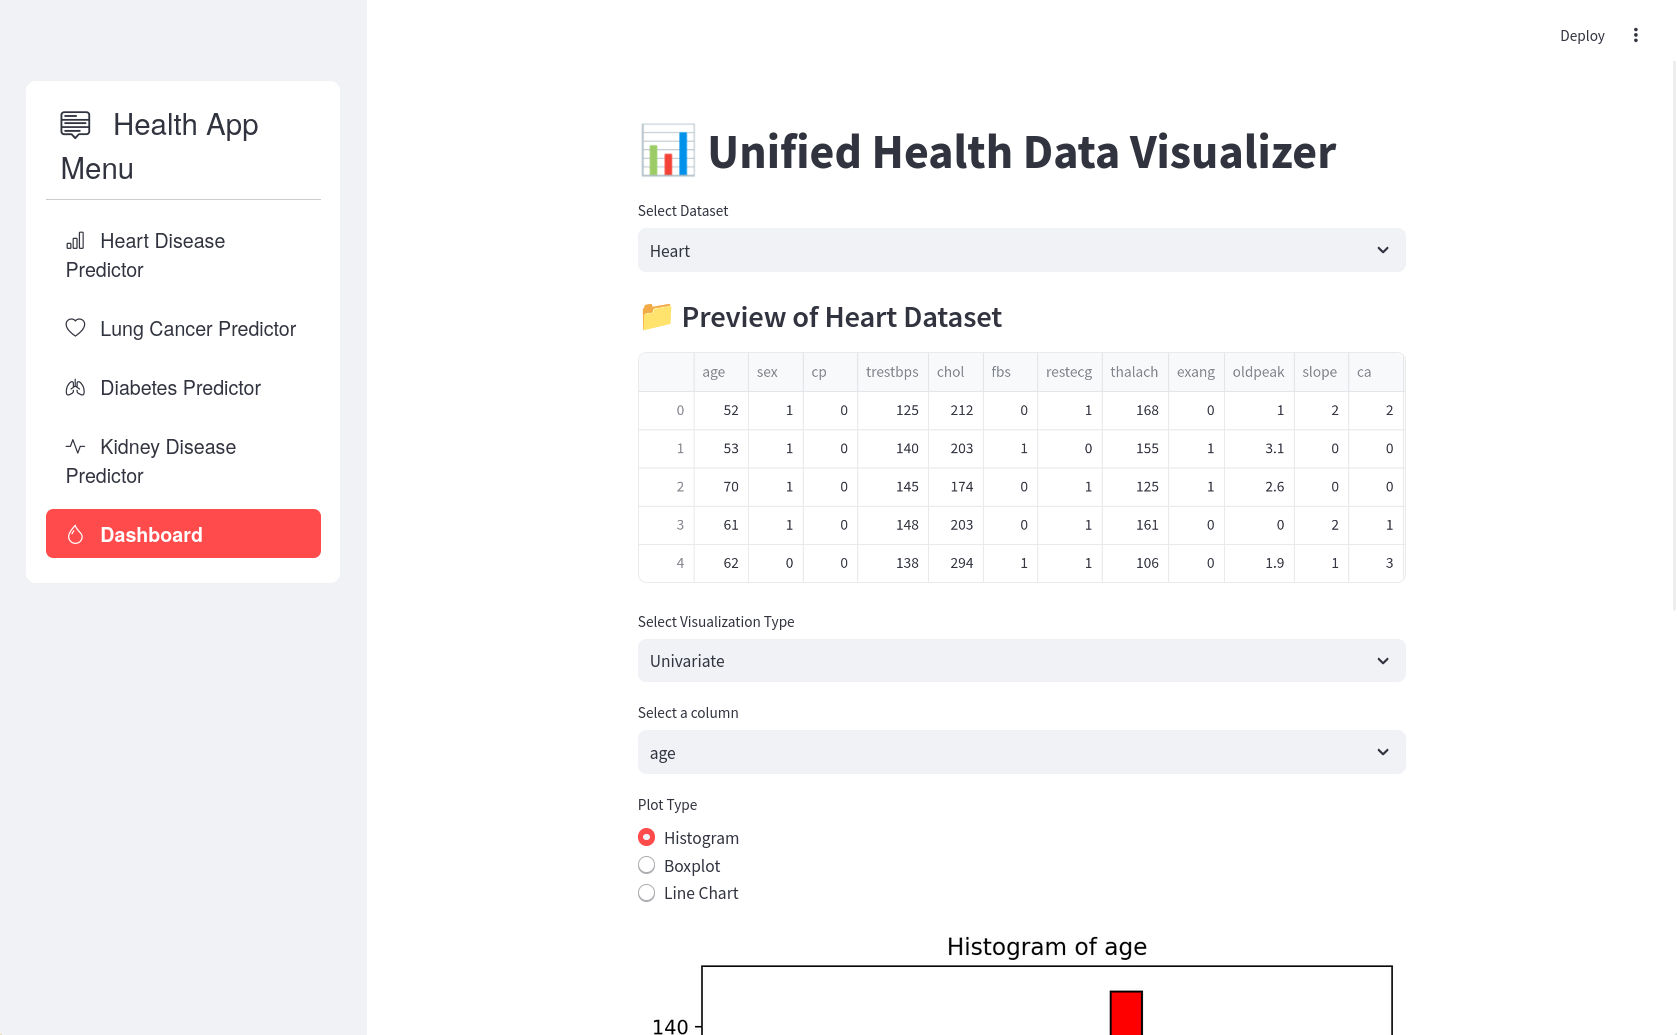 Deploy
Health App
Menu
Heart Disease
Predictor
Lung Cancer Predictor
Diabetes Predictor
Kidney Disease
Predictor
Dashboard
Unified Health Data Visualizer
Select Dataset
Heart
Preview of Heart Dataset
age sex cp trestbps chol fbs restecg thalach exang oldpeak slope ca
0 52 1 0 125 212 0 1 168 0 1 2 2
1 53 1 0 140 203 1 0 155 1 3.1 0 0
2 70 1 0 145 174 0 1 125 1 2.6 0 0
3 61 1 0 148 203 0 1 161 0 0 2 1
4 62 0 0 138 294 1 1 106 0 1.9 1 3
Select Visualization Type
Univariate
Select a column
age
Plot Type
Histogram
Boxplot
Line Chart
Histogram of age
140